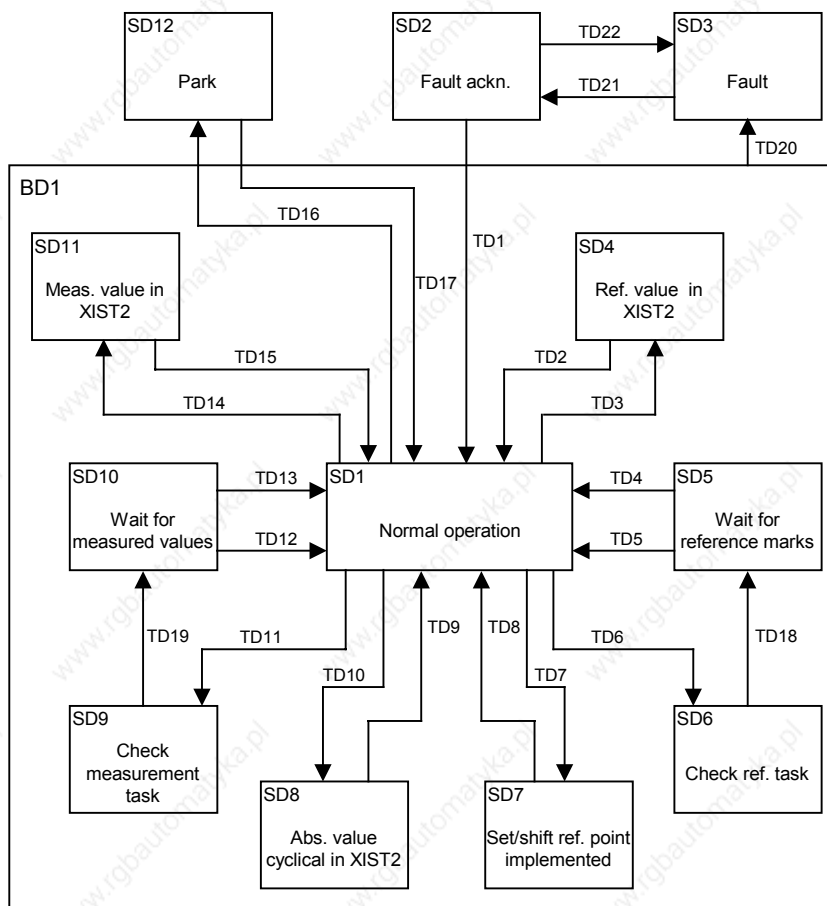 SD12
Park
SD2
Fault ackn.
TD22
TD21
SD3
Fault
TD20
BD1
TD16
TD1
TD17
SD11
Meas. value in
XIST2
SD4
Ref. value in
XIST2
TD15
TD14
TD2
TD3
SD10
Wait for
measured values
TD13
TD12
SD1
Normal operation
TD4
TD5
SD5
Wait for
reference marks
TD19
TD11
TD10
TD9
TD8
TD7
TD6
TD18
SD9
Check
measurement
task
SD8
Abs. value
cyclical in XIST2
SD7
Set/shift ref. point
implemented
SD6
Check ref. task
www.rgbautomatyka.pl